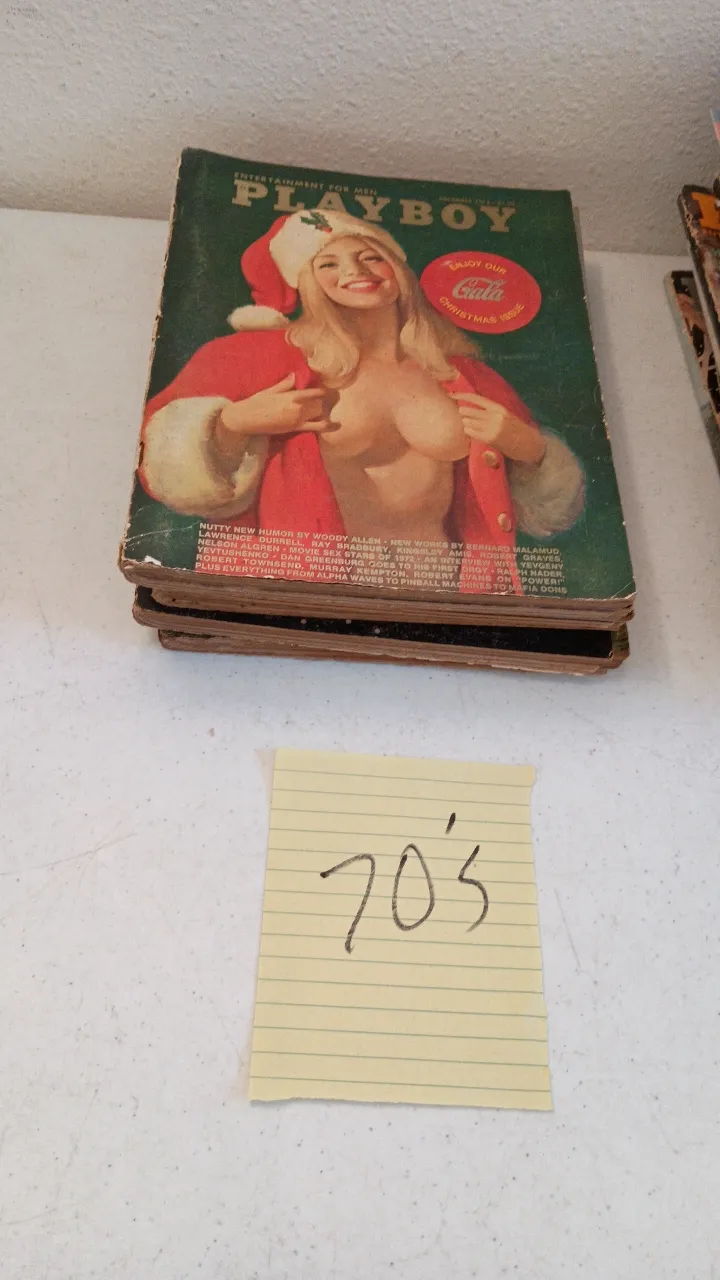 ENTERTAINMENT FOR MEN
PLAYBOY
ENJOY OUR
Gala
CHRISTMAS ISSUE
NUTTY NEW HUMOR BY WOODY ALLEN • NEW WORKS BY BERNARD MALAMUD,
LAWRENCE DURRELL, RAY BRADBURY, KINGSLEY AMIS, ROBERT GRAVES,
NELSON ALGREN • MOVIE SEX STARS OF 1972 • AN INTERVIEW WITH YEVGENY
YEVTUSHENKO • DAN GREENBURG GOES TO HIS FIRST ORGY • RALPH NADER,
ROBERT TOWNSEND, MURRAY KEMPTON, ROBERT EVANS ON "POWER!"
PLUS EVERYTHING FROM ALPHA WAVES TO PINBALL MACHINES TO MAFIA DONS
70's